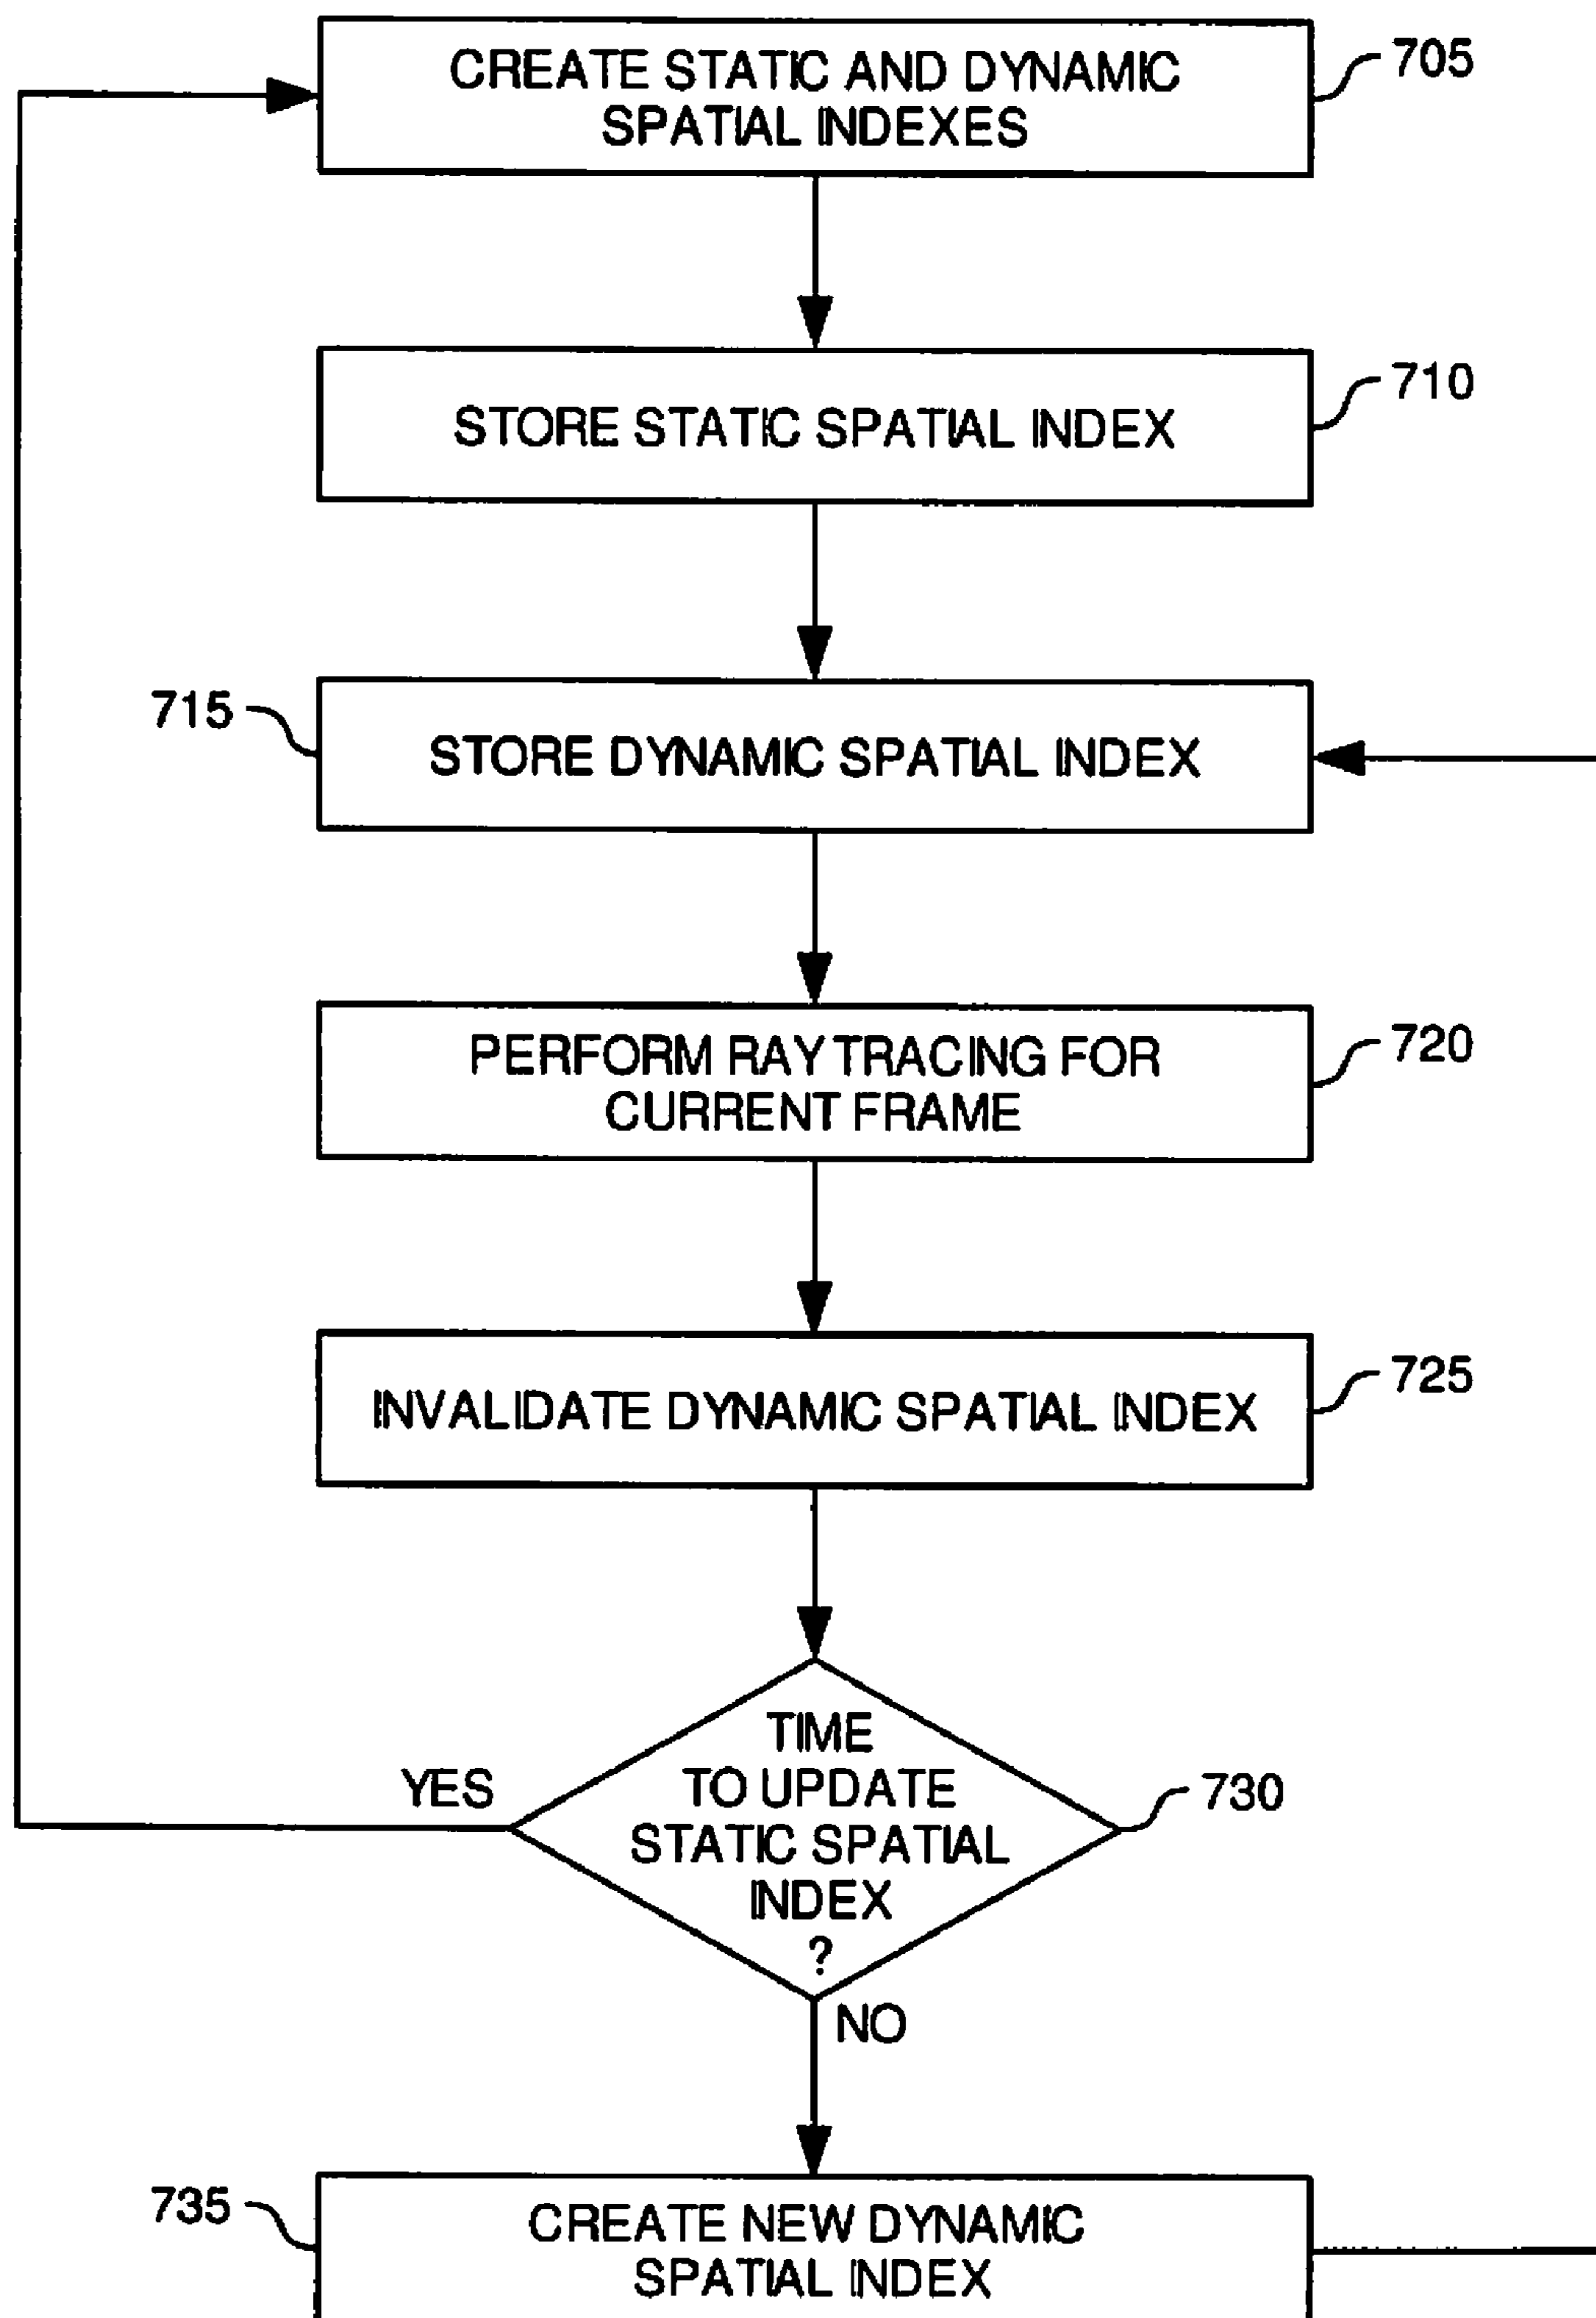 CREATE STATIC AND DYNAMIC
SPATIAL INDEXES
705
STORE STATIC SPATIAL INDEX
710
715
STORE DYNAMIC SPATIAL INDEX
PERFORM RAY TRACING FOR
CURRENT FRAME
720
INVALIDATE DYNAMIC SPATIAL INDEX
725
TIME
TO UPDATE
STATIC SPATIAL
INDEX
?
YES
730
NO
735
CREATE NEW DYNAMIC
SPATIAL INDEX